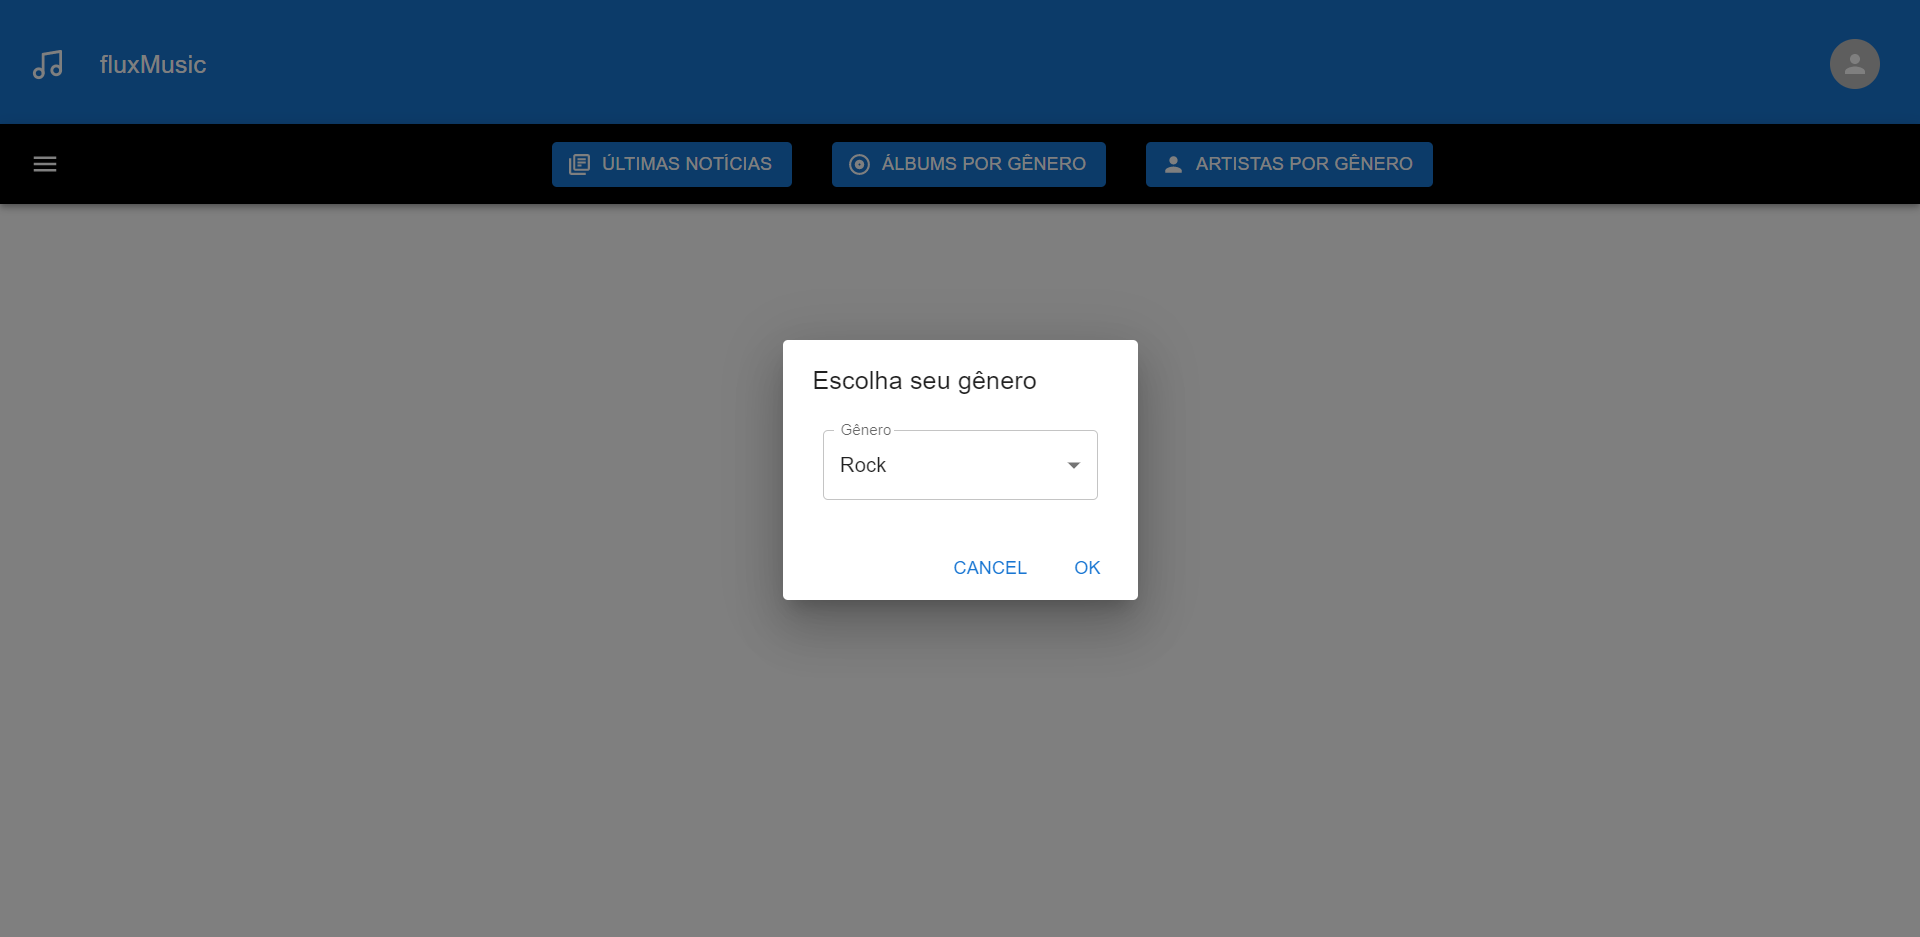 fluxMusic
ÚLTIMAS NOTÍCIAS
ÁLBUMS POR GÊNERO
ARTISTAS POR GÊNERO
Escolha seu gênero
Gênero
Rock
CANCEL
OK